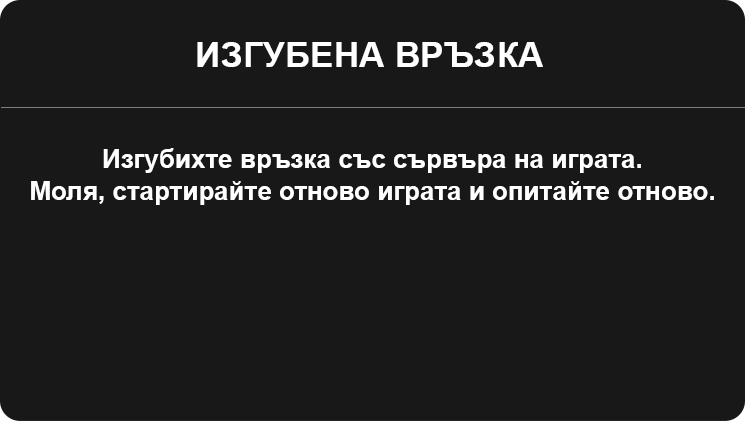 ИЗГУБЕНА ВРЪЗКА
Изгубихте връзка със сървъра на играта.
Моля, стартирайте отново играта и опитайте отново.